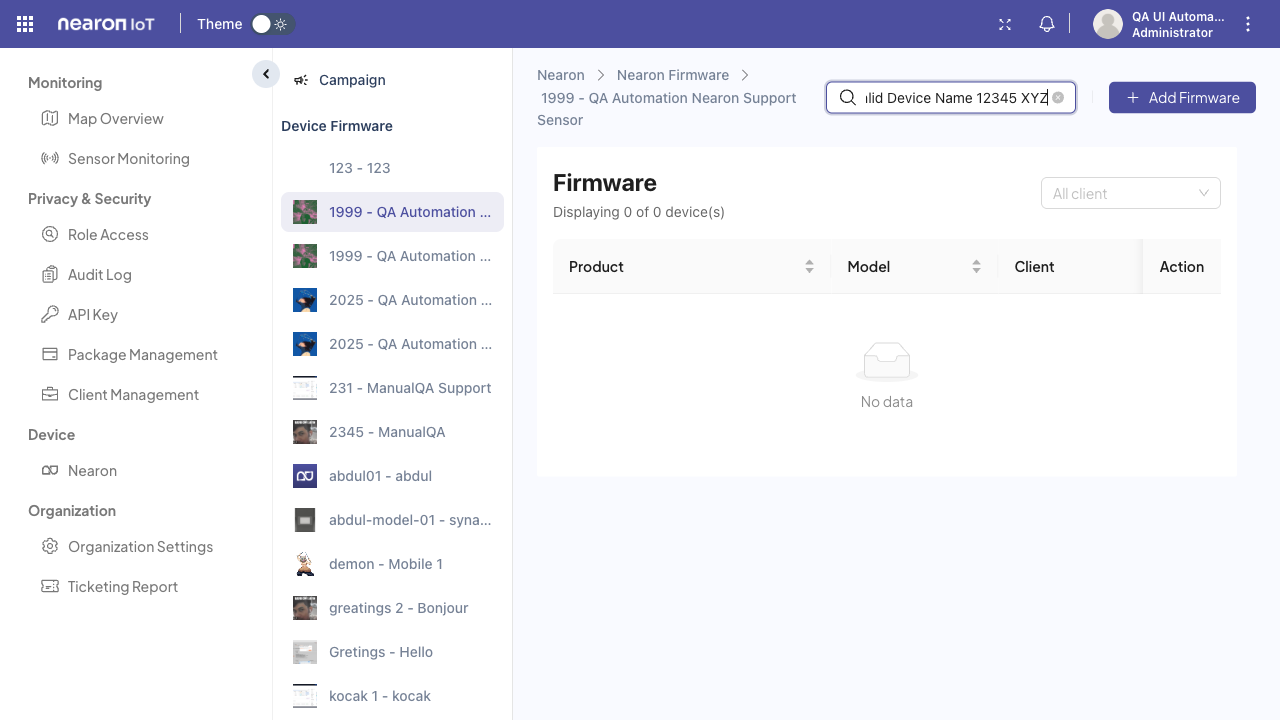 nearon IoT
Theme
QA UI Automa...
Administrator
Monitoring
Map Overview
Sensor Monitoring
Privacy & Security
Role Access
Audit Log
API Key
Package Management
Client Management
Device
Nearon
Organization
Organization Settings
Ticketing Report
Campaign
Device Firmware
123 - 123
1999 - QA Automation ...
1999 - QA Automation ...
2025 - QA Automation ...
2025 - QA Automation ...
231 - ManualQA Support
2345 - ManualQA
abdul01 - abdul
abdul-model-01 - syna...
demon - Mobile 1
greatings 2 - Bonjour
Gretings - Hello
kocak 1 - kocak
Nearon > Nearon Firmware >
1999 - QA Automation Nearon Support
Sensor
lid Device Name 12345 XYZ
Add Firmware
Firmware
Displaying 0 of 0 device(s)
All client
Product Model Client Action
No data